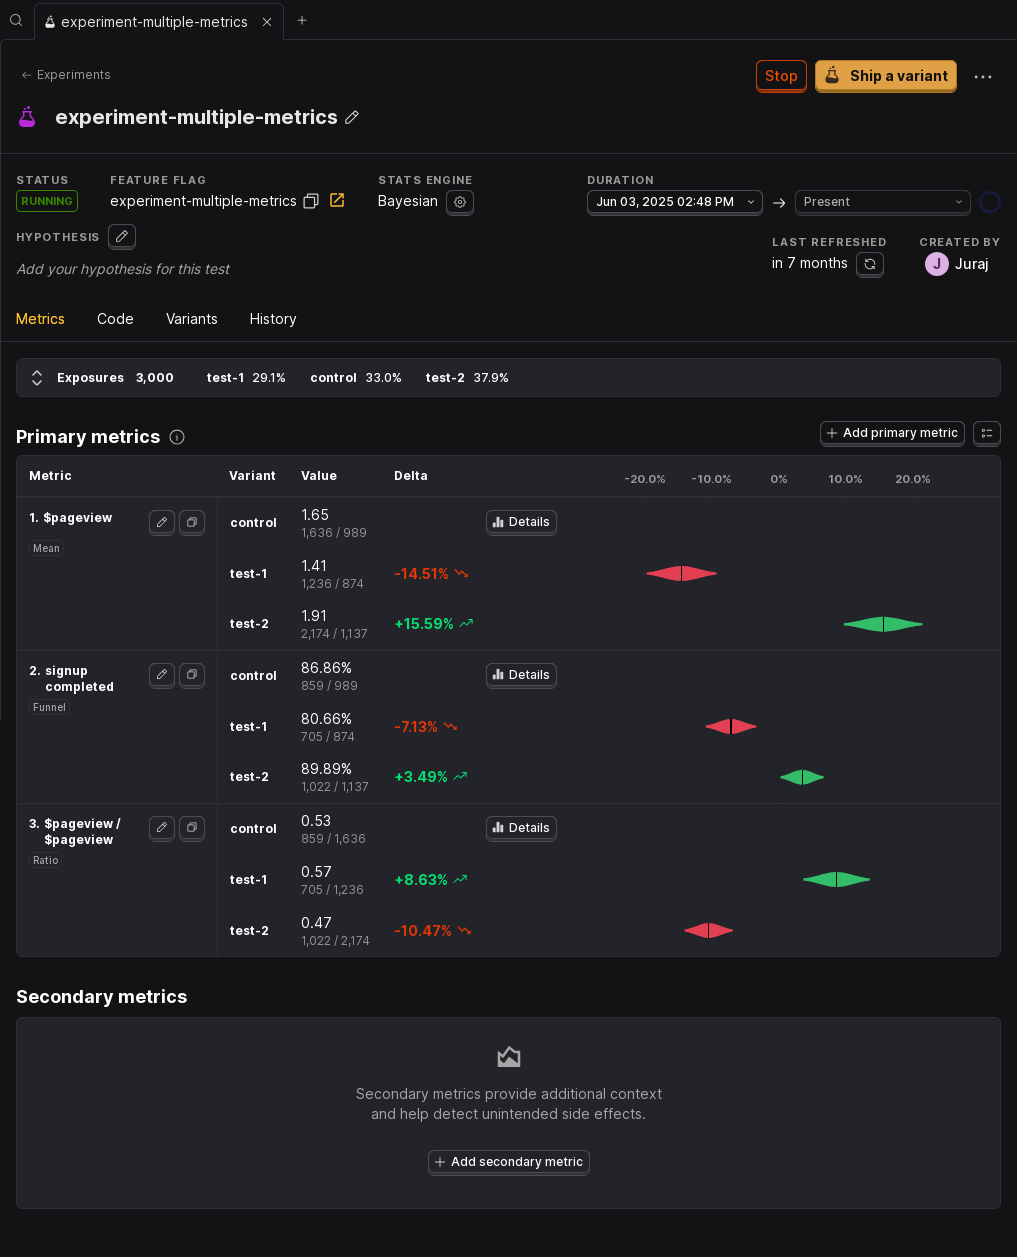 experiment-multiple-metrics
Experiments
Stop
Ship a variant
experiment-multiple-metrics
STATUS
FEATURE FLAG
STATS ENGINE
DURATION
RUNNING
experiment-multiple-metrics
Bayesian
Jun 03, 2025 02:48 PM
Present
HYPOTHESIS
LAST REFRESHED
CREATED BY
Add your hypothesis for this test
in 7 months
J Juraj
Metrics Code Variants History
Exposures 3,000 test-1 29.1% control 33.0% test-2 37.9%
Primary metrics
Add primary metric
Metric Variant Value Delta -20.0% -10.0% 0% 10.0% 20.0%
1. $pageview
Mean
control 1.65 Details
1,636 / 989
test-1 1.41 -14.51%
1,236 / 874
test-2 1.91 +15.59%
2,174 / 1,137
2. signup
completed
Funnel
control 86.86% Details
859 / 989
test-1 80.66% -7.13%
705 / 874
test-2 89.89% +3.49%
1,022 / 1,137
3. $pageview /
$pageview
Ratio
control 0.53 Details
859 / 1,636
test-1 0.57 +8.63%
705 / 1,236
test-2 0.47 -10.47%
1,022 / 2,174
Secondary metrics
Secondary metrics provide additional context
and help detect unintended side effects.
Add secondary metric